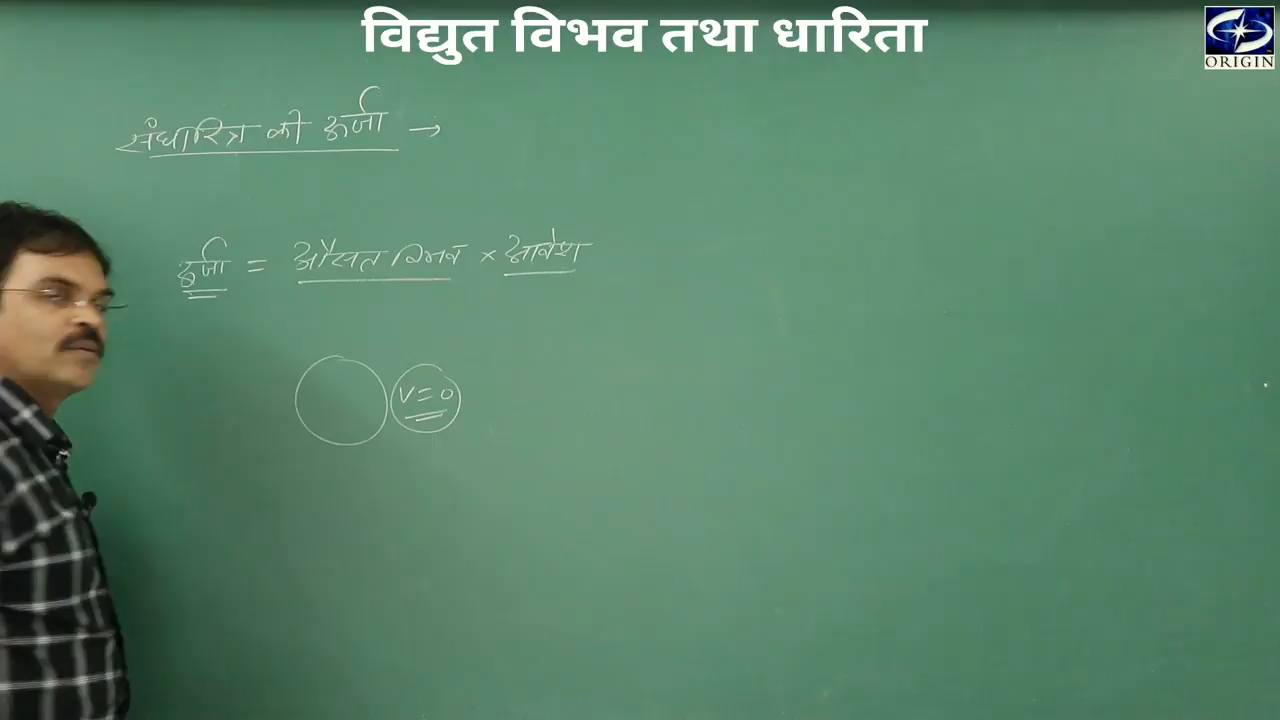 विद्युत विभव तथा धारिता
ORIGIN
संधारित्र की ऊर्जा →
ऊर्जा = औसत विभव × आवेश
V = 0